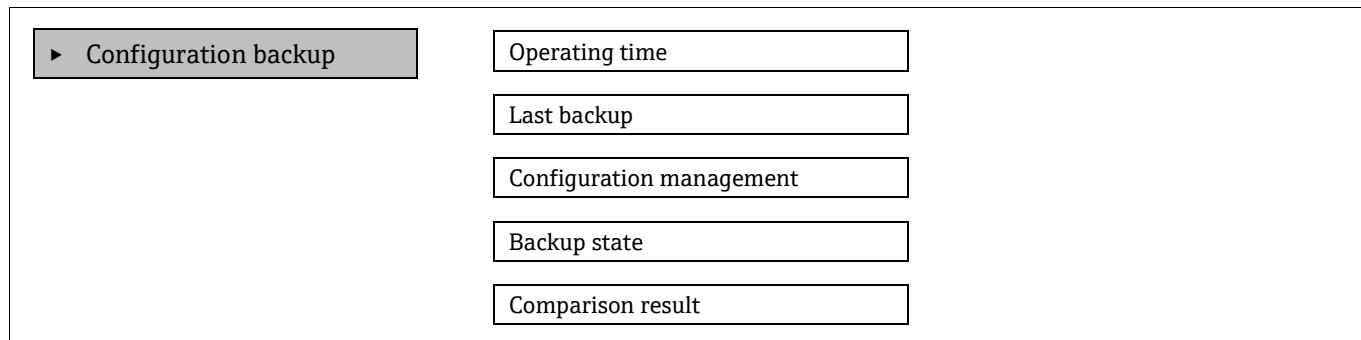 ▸ Configuration backup
Operating time
Last backup
Configuration management
Backup state
Comparison result